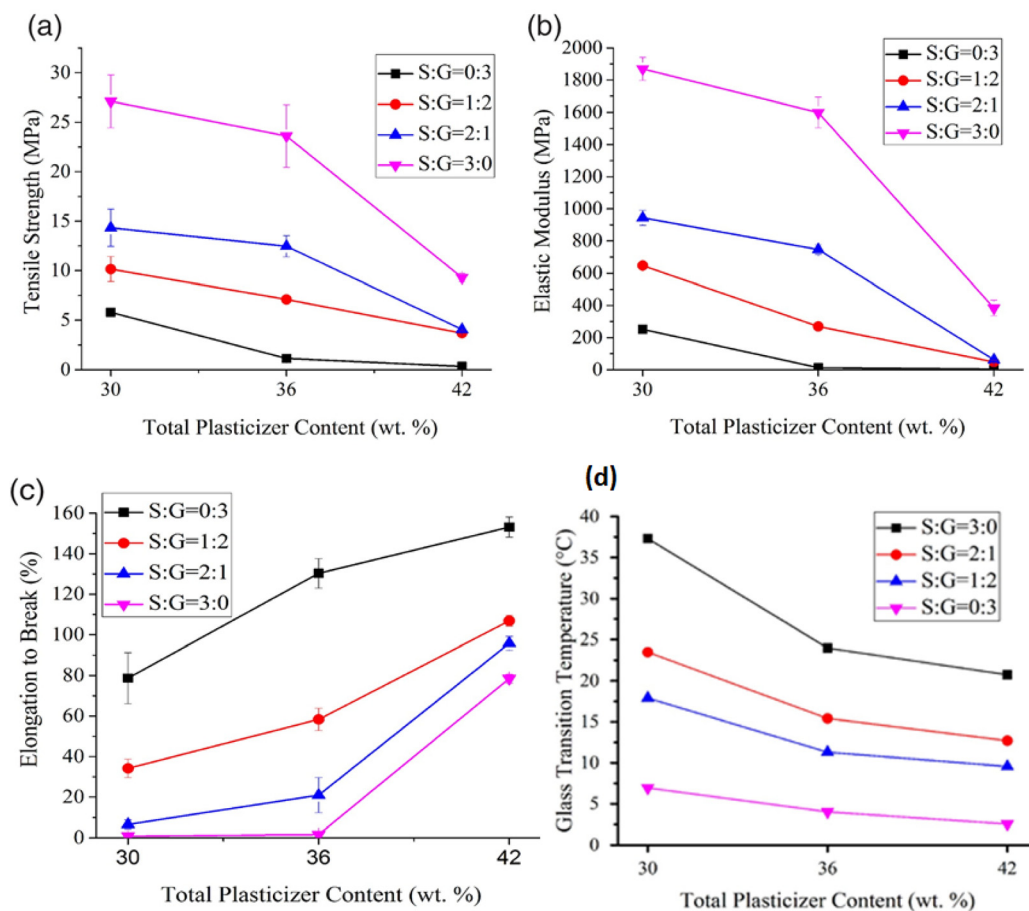 (a)
S:G=0:3
S:G=1:2
S:G=2:1
S:G=3:0
Tensile Strength (MPa)
30
25
20
15
10
5
0
30 36 42
Total Plasticizer Content (wt. %)
(b)
S:G=0:3
S:G=1:2
S:G=2:1
S:G=3:0
Elastic Modulus (MPa)
2000
1800
1600
1400
1200
1000
800
600
400
200
0
30 36 42
Total Plasticizer Content (wt. %)
(c)
S:G=0:3
S:G=1:2
S:G=2:1
S:G=3:0
Elongation to Break (%)
160
140
120
100
80
60
40
20
0
30 36 42
Total Plasticizer Content (wt. %)
(d)
S:G=3:0
S:G=2:1
S:G=1:2
S:G=0:3
Glass Transition Temperature (°C)
40
35
30
25
20
15
10
5
0
30 36 42
Total Plasticizer Content (wt. %)